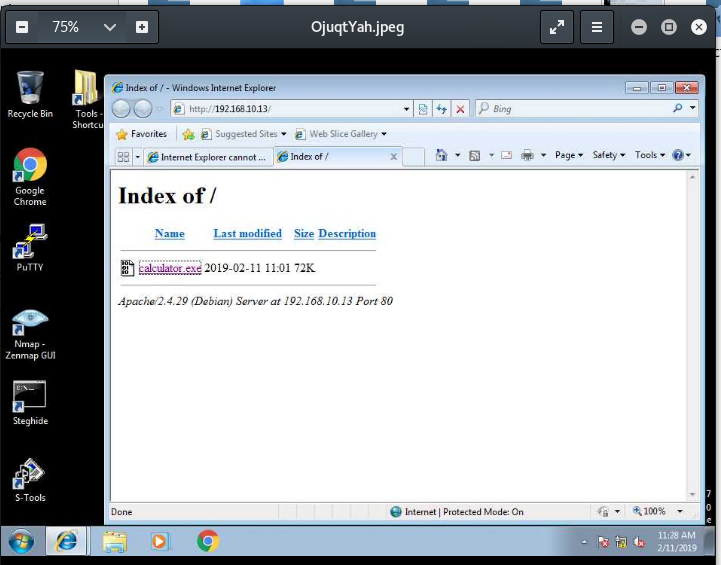 75%
OjuqtYah.jpeg
Recycle Bin
Tools -
Shortcu
Google
Chrome
PuTTY
Nmap -
Zenmap GUI
Steghide
S-Tools
Index of / - Windows Internet Explorer
http://192.168.10.13/
Bing
Favorites
Suggested Sites
Web Slice Gallery
Internet Explorer cannot ...
Index of /
x
Page
Safety
Tools
Index of /
Name Last modified Size Description
calculator.exe 2019-02-11 11:01 72K
Apache/2.4.29 (Debian) Server at 192.168.10.13 Port 80
Done
Internet | Protected Mode: On
100%
7
0
e
11:28 AM
2/11/2019